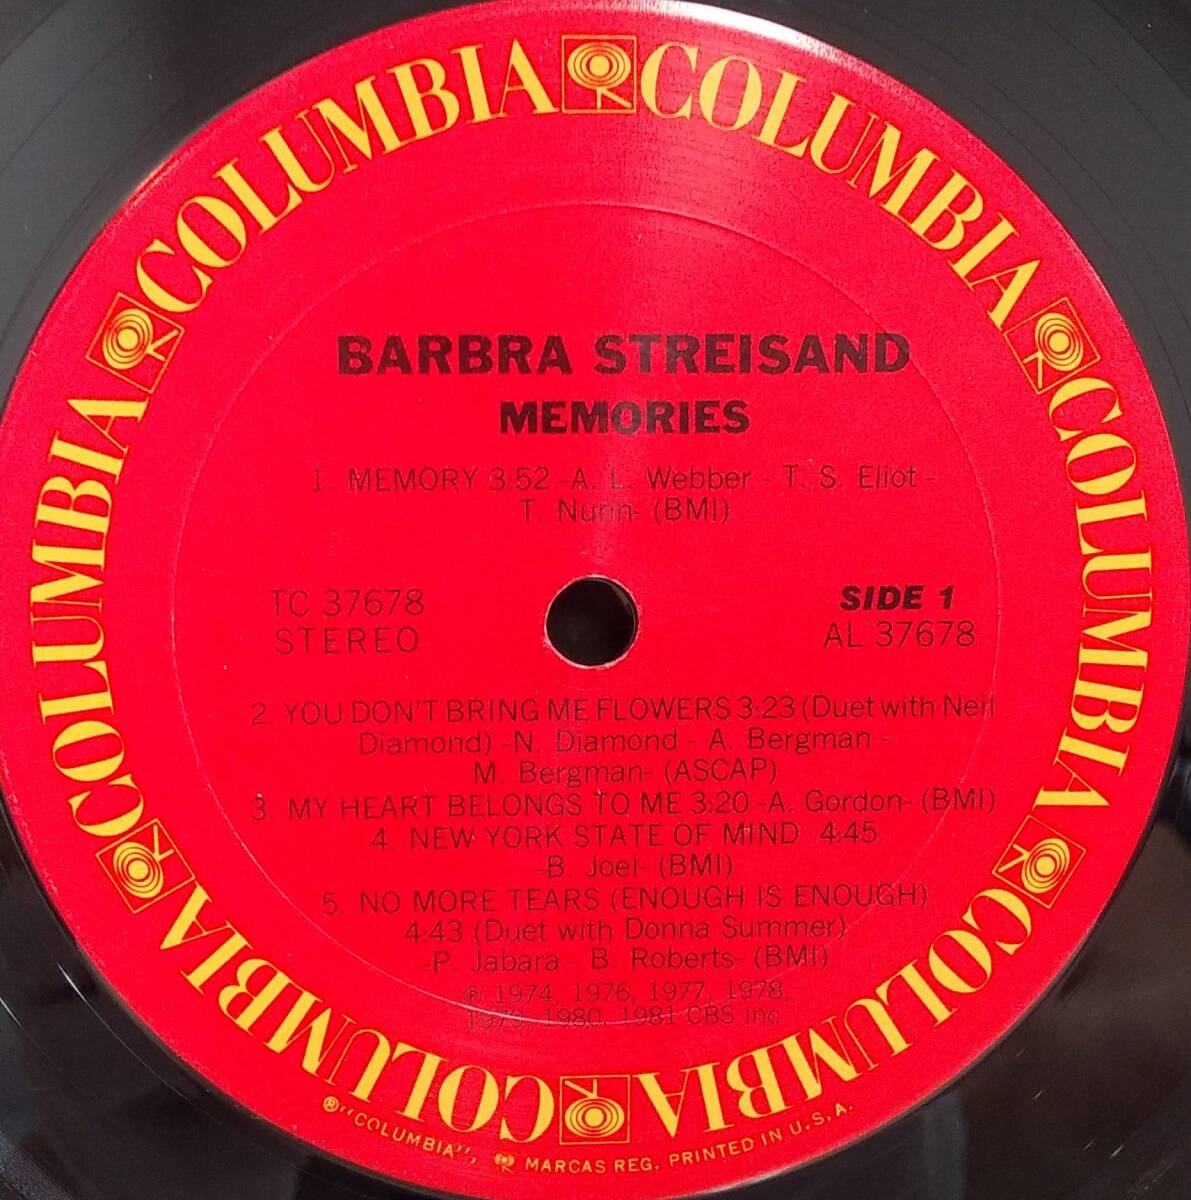 COLUMBIA COLUMBIA COLUMBIA COLUMBIA COLUMBIA COLUMBIA
BARBRA STREISAND
MEMORIES
1. MEMORY 3:52 -A. L. Webber - T. S. Eliot -
T. Nunn- (BMI)
TC 37678
STEREO
SIDE 1
AL 37678
2. YOU DON'T BRING ME FLOWERS 3:23 (Duet with Neil
Diamond) -N. Diamond - A. Bergman -
M. Bergman- (ASCAP)
3. MY HEART BELONGS TO ME 3:20 -A. Gordon- (BMI)
4. NEW YORK STATE OF MIND 4:45
-B. Joel- (BMI)
5. NO MORE TEARS (ENOUGH IS ENOUGH)
4:43 (Duet with Donna Summer)
-P. Jabara - B. Roberts- (BMI)
℗ 1974, 1976, 1977, 1978,
1979, 1980, 1981 CBS Inc.
®"COLUMBIA", MARCAS REG. PRINTED IN U.S.A.